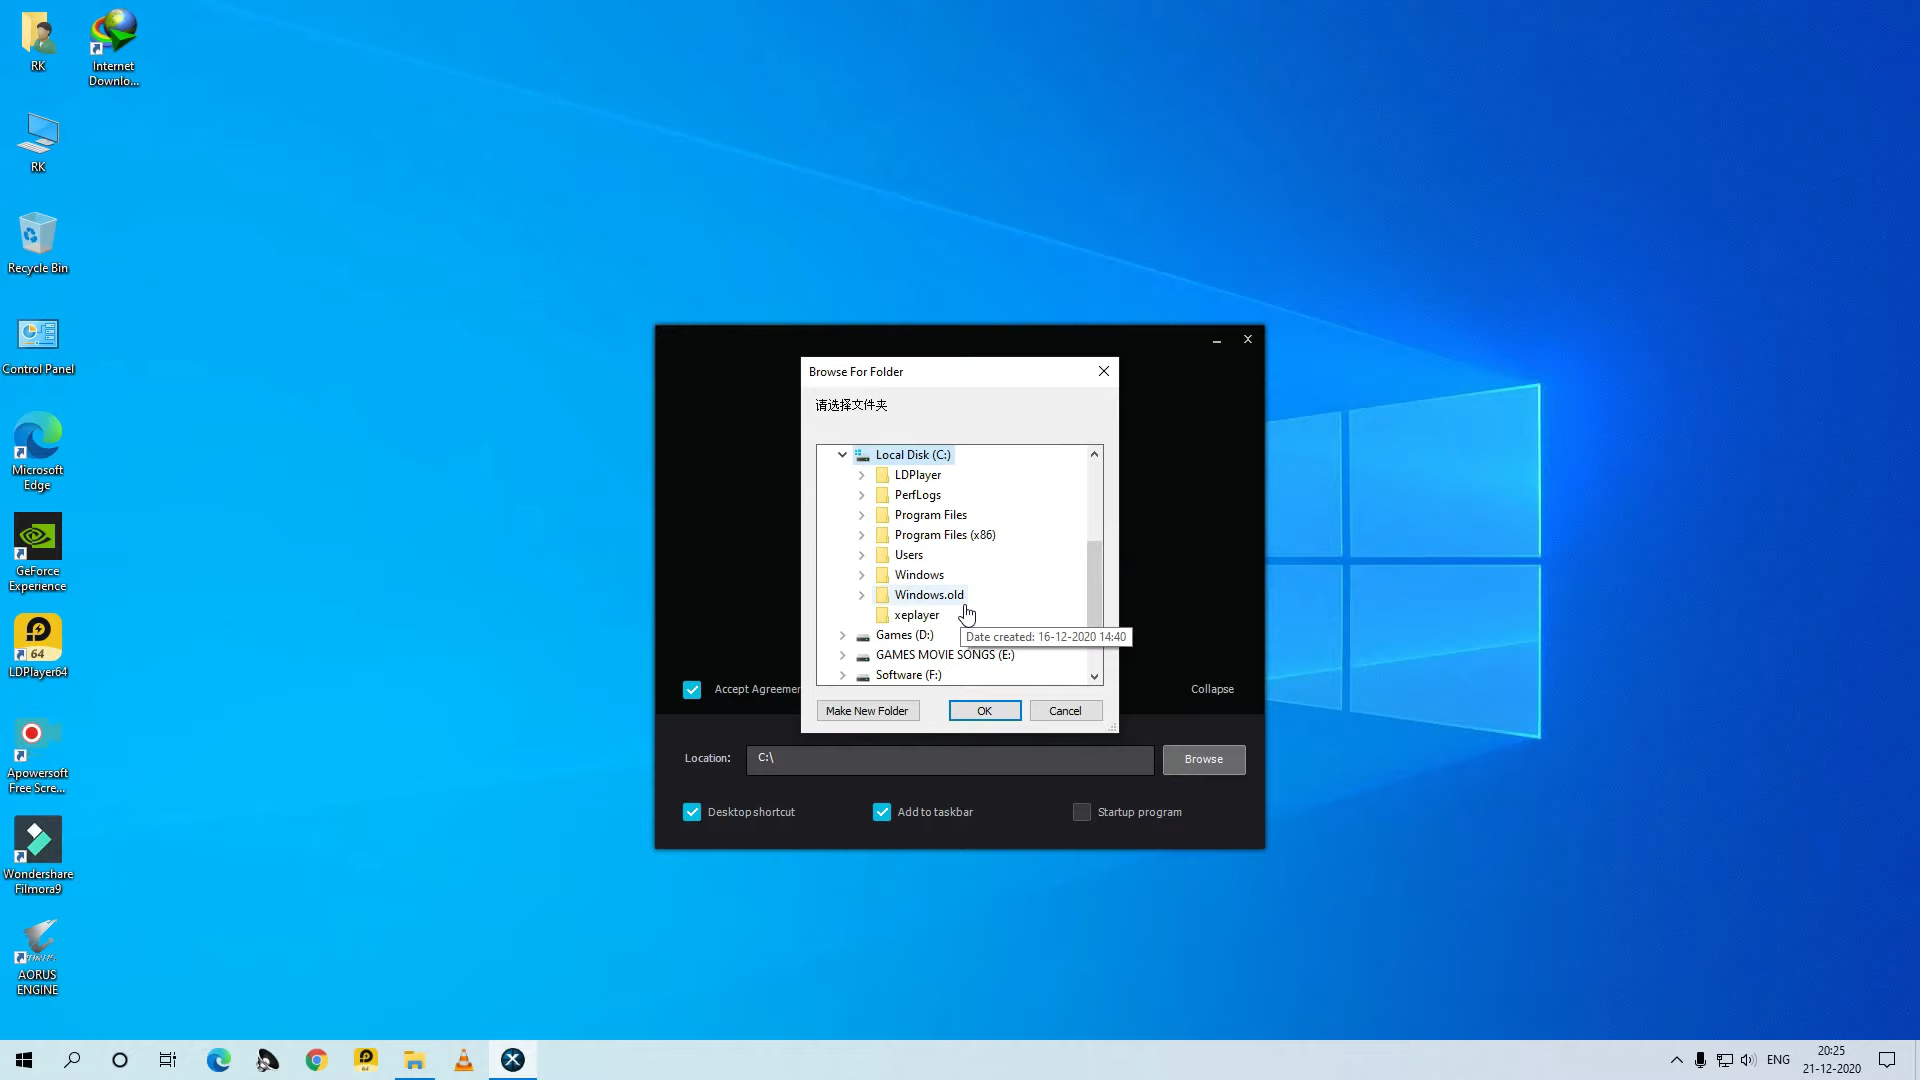 RK
Internet
Downlo...
RK
Recycle Bin
Control Panel
Microsoft
Edge
GeForce
Experience
64
LDPlayer64
Apowersoft
Free Scre...
Wondershare
Filmora9
AORUS
ENGINE
Browse For Folder
请选择文件夹
Local Disk (C:)
LDPlayer
PerfLogs
Program Files
Program Files (x86)
Users
Windows
Windows.old
xeplayer
Games (D:)
Date created: 16-12-2020 14:40
GAMES MOVIE SONGS (E:)
Software (F:)
Make New Folder
OK
Cancel
Accept Agreemen
Collapse
Location:
C:\
Browse
Desktop shortcut
Add to taskbar
Startup program
64
ENG
20:25
21-12-2020